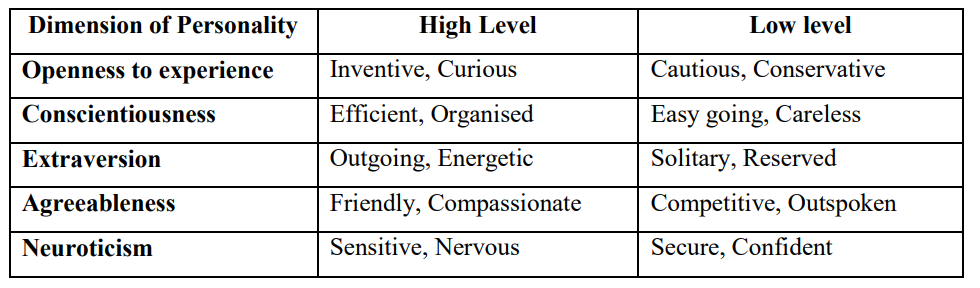 Dimension of Personality High Level Low level
Openness to experience Inventive, Curious Cautious, Conservative
Conscientiousness Efficient, Organised Easy going, Careless
Extraversion Outgoing, Energetic Solitary, Reserved
Agreeableness Friendly, Compassionate Competitive, Outspoken
Neuroticism Sensitive, Nervous Secure, Confident